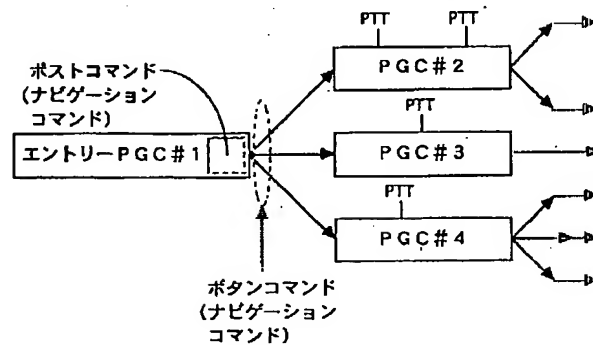 PTT PTT
PGC#2
ポストコマンド
(ナビゲーション
コマンド)
PTT
エントリーPGC#1
PGC#3
PTT
PGC#4
ボタンコマンド
(ナビゲーション
コマンド)